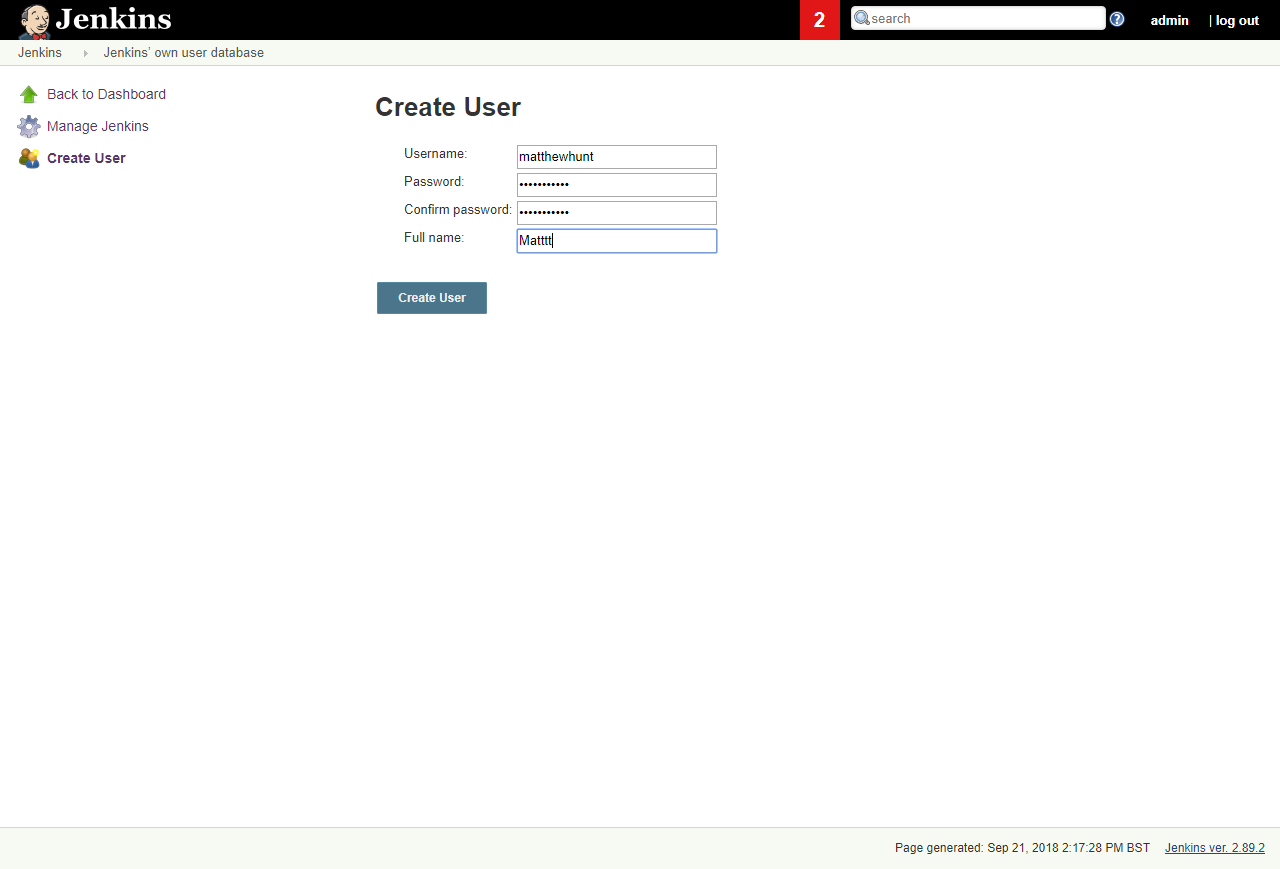 Jenkins
2
search
?
admin
| log out
Jenkins
Jenkins' own user database
Back to Dashboard
Manage Jenkins
Create User
Create User
Username:
matthewhunt
Password:
•••••••••••
Confirm password:
•••••••••••
Full name:
Matttt
Create User
Page generated: Sep 21, 2018 2:17:28 PM BST
Jenkins ver. 2.89.2